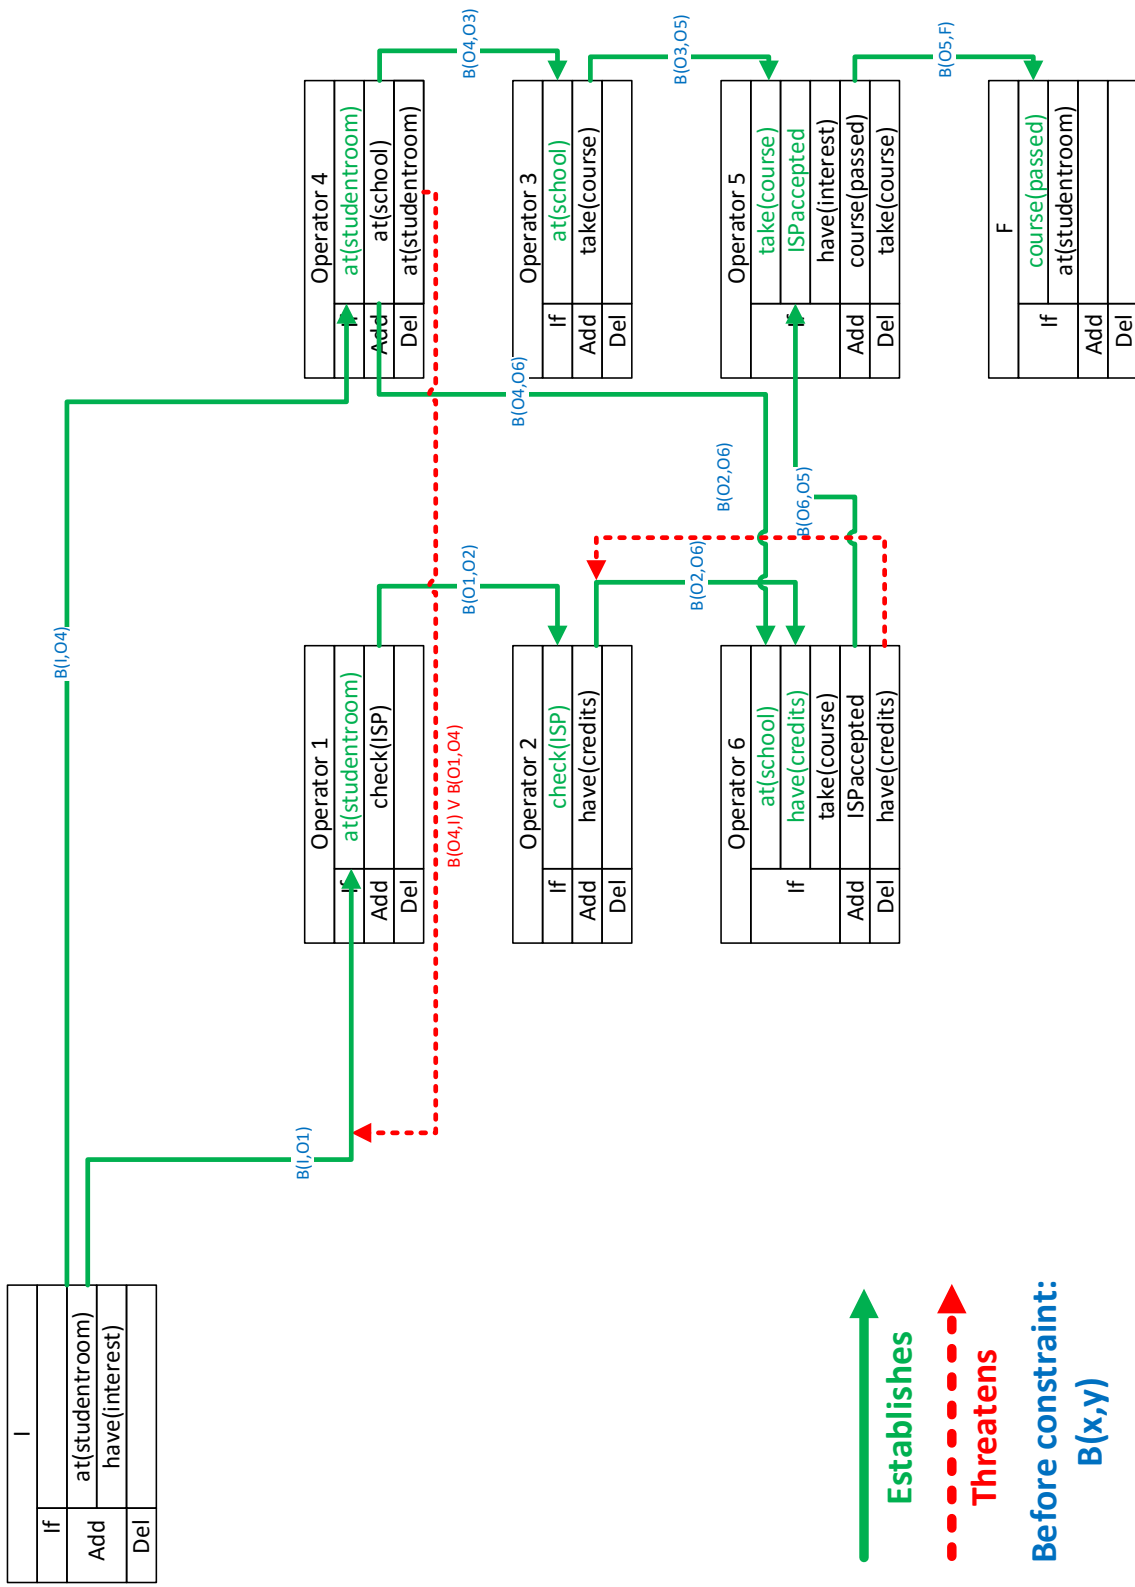 I
If
Add
at(studentroom)
have(interest)
Del
B(I,O4)
B(I,O1)
Operator 1
If
at(studentroom)
Add
check(ISP)
Del
B(O4,I) V B(O1,O4)
B(O1,O2)
Operator 4
If
at(studentroom)
Add
at(school)
Del
at(studentroom)
B(O4,O3)
Operator 2
If
check(ISP)
Add
have(credits)
Del
B(O2,O6)
B(O4,O6)
Operator 3
If
at(school)
Add
take(course)
Del
B(O3,O5)
Operator 6
If
at(school)
have(credits)
take(course)
Add
ISPaccepted
Del
have(credits)
B(O2,O6)
B(O6,O5)
Operator 5
If
take(course)
ISPaccepted
have(interest)
Add
course(passed)
Del
take(course)
B(O5,F)
F
If
course(passed)
at(studentroom)
Add
Del
Establishes
Threatens
Before constraint:
B(x,y)